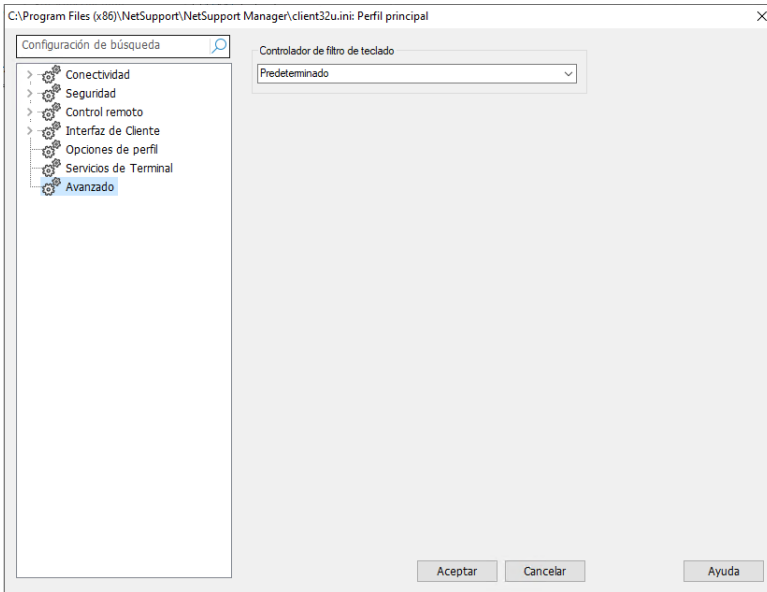 C:\Program Files (x86)\NetSupport\NetSupport Manager\client32u.ini: Perfil principal
Configuración de búsqueda
Conectividad
Seguridad
Control remoto
Interfaz de Cliente
Opciones de perfil
Servicios de Terminal
Avanzado
Controlador de filtro de teclado
Predeterminado
Aceptar
Cancelar
Ayuda